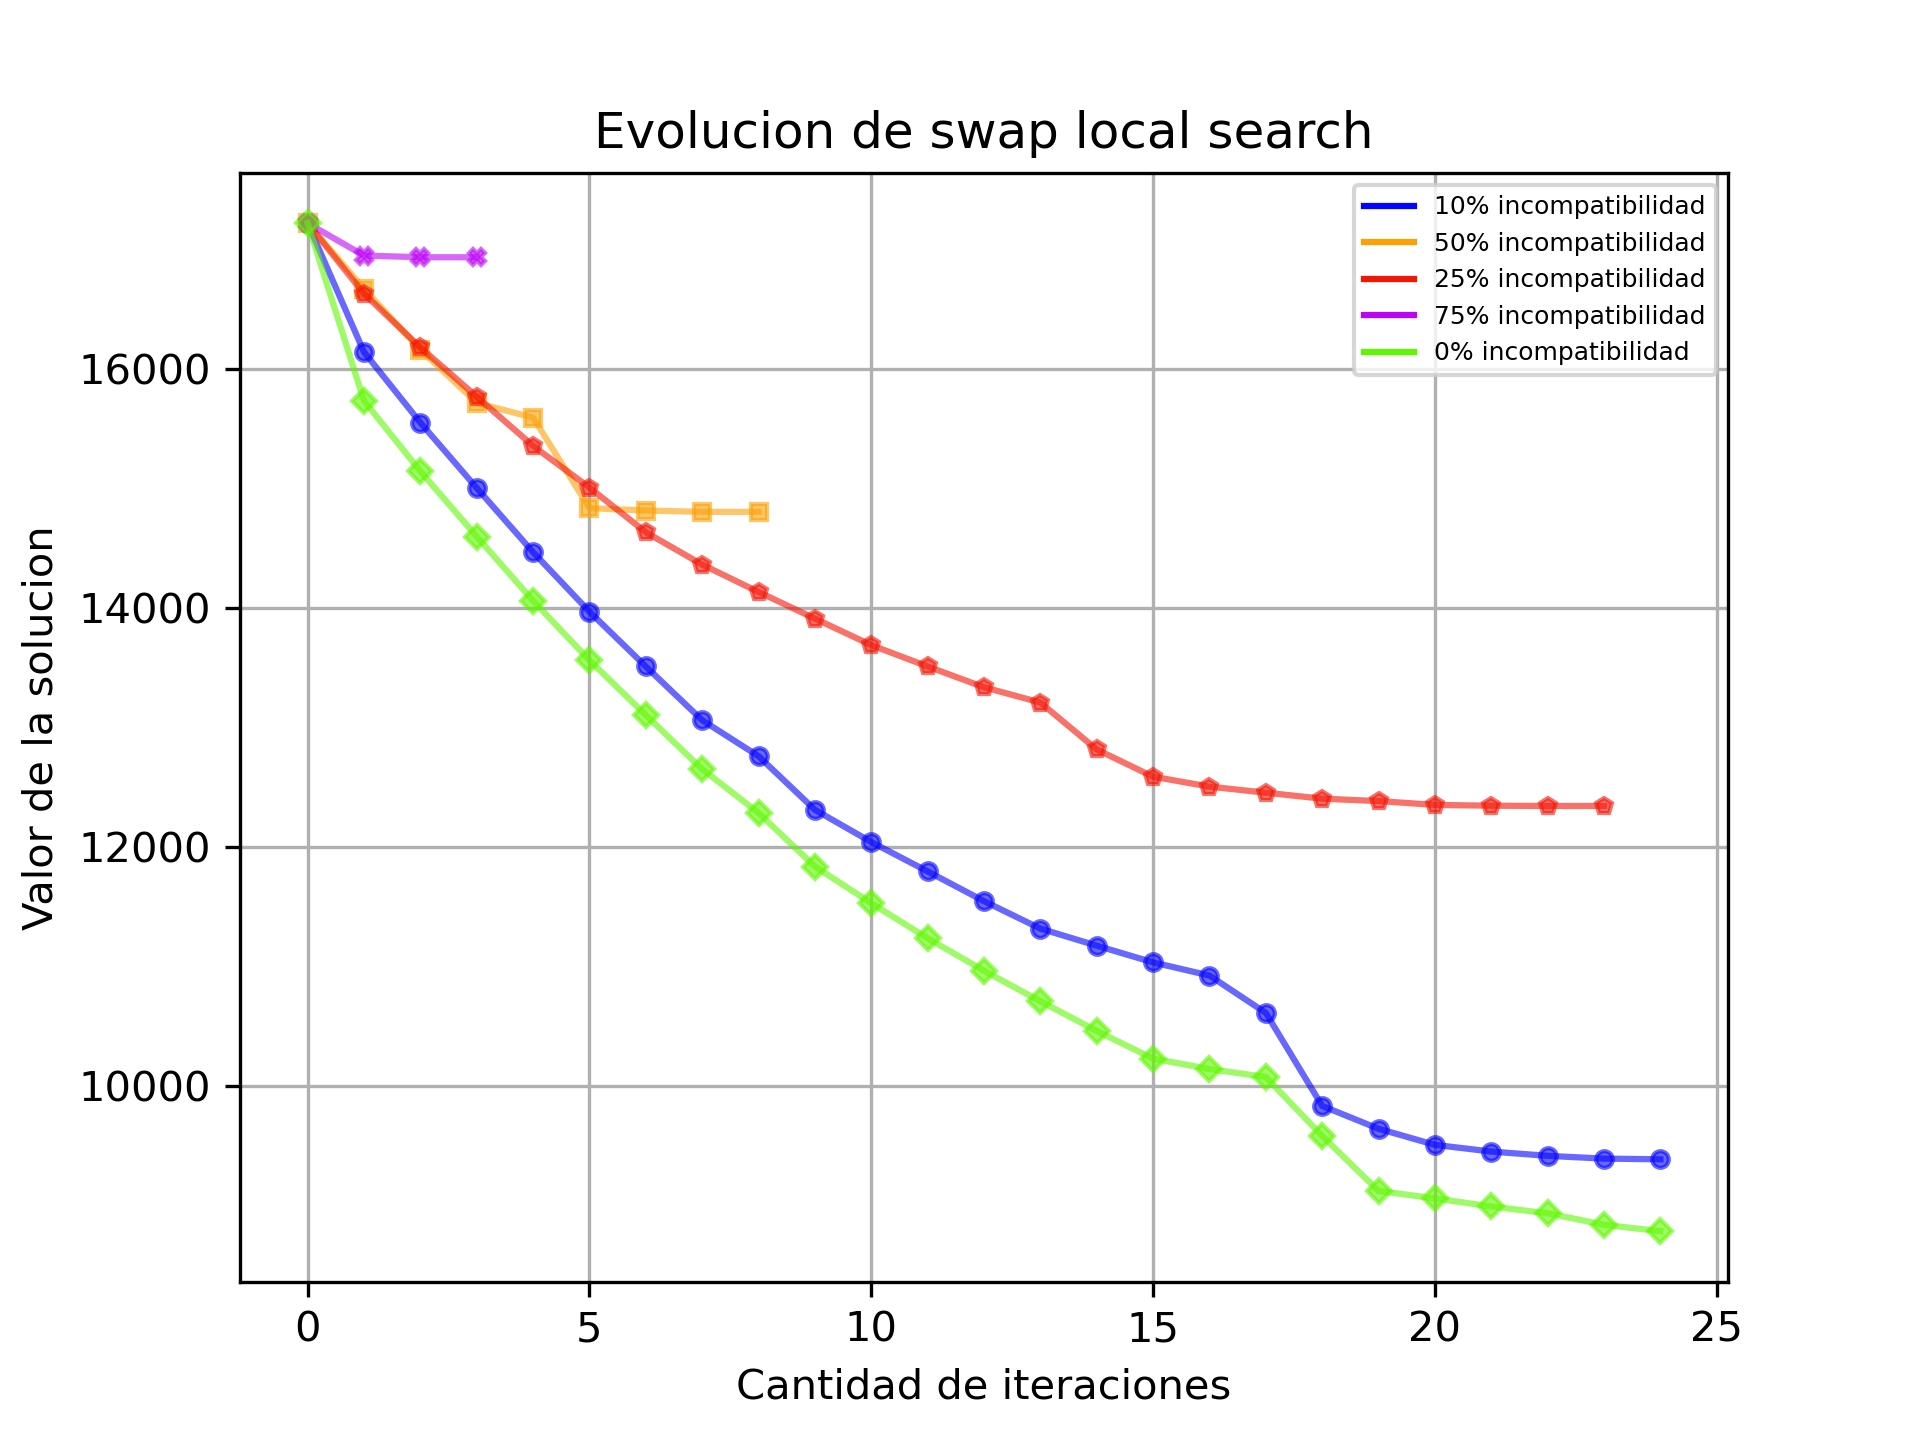 Evolucion de swap local search
10% incompatibilidad
50% incompatibilidad
25% incompatibilidad
75% incompatibilidad
0% incompatibilidad
Valor de la solucion
16000
14000
12000
10000
0 5 10 15 20 25
Cantidad de iteraciones